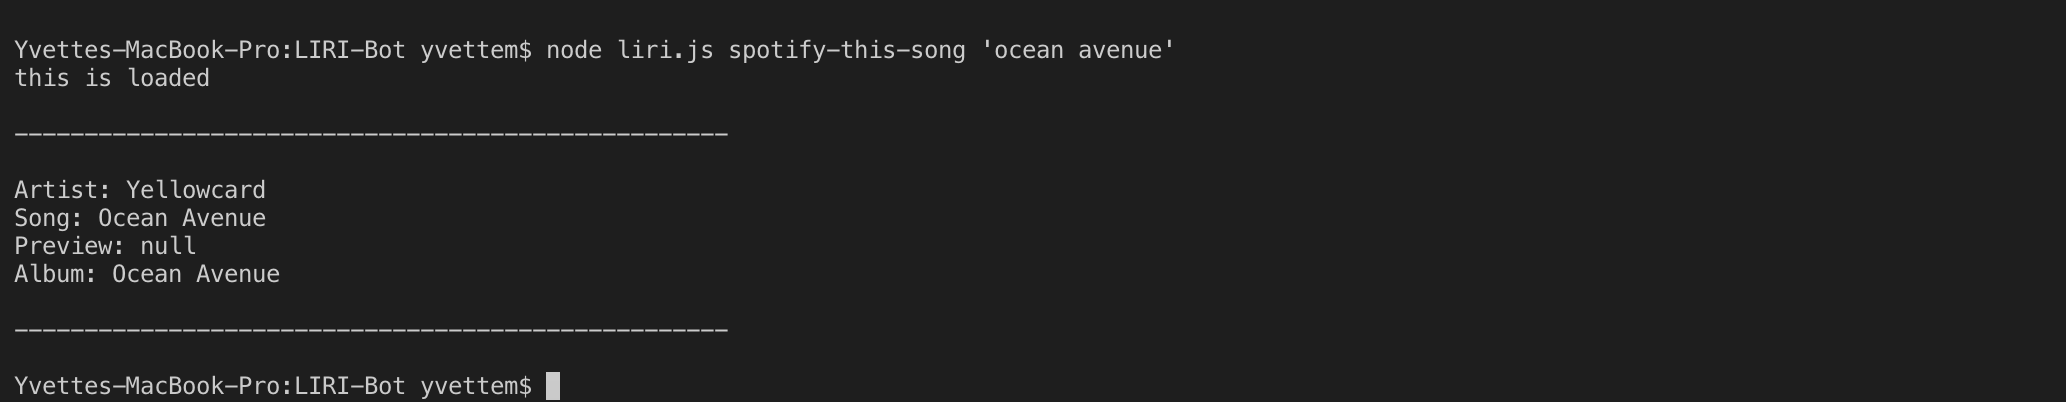 Yvettes-MacBook-Pro:LIRI-Bot yvettem$ node liri.js spotify-this-song 'ocean avenue'
this is loaded
---------------------------------------------------
Artist: Yellowcard
Song: Ocean Avenue
Preview: null
Album: Ocean Avenue
---------------------------------------------------
Yvettes-MacBook-Pro:LIRI-Bot yvettem$